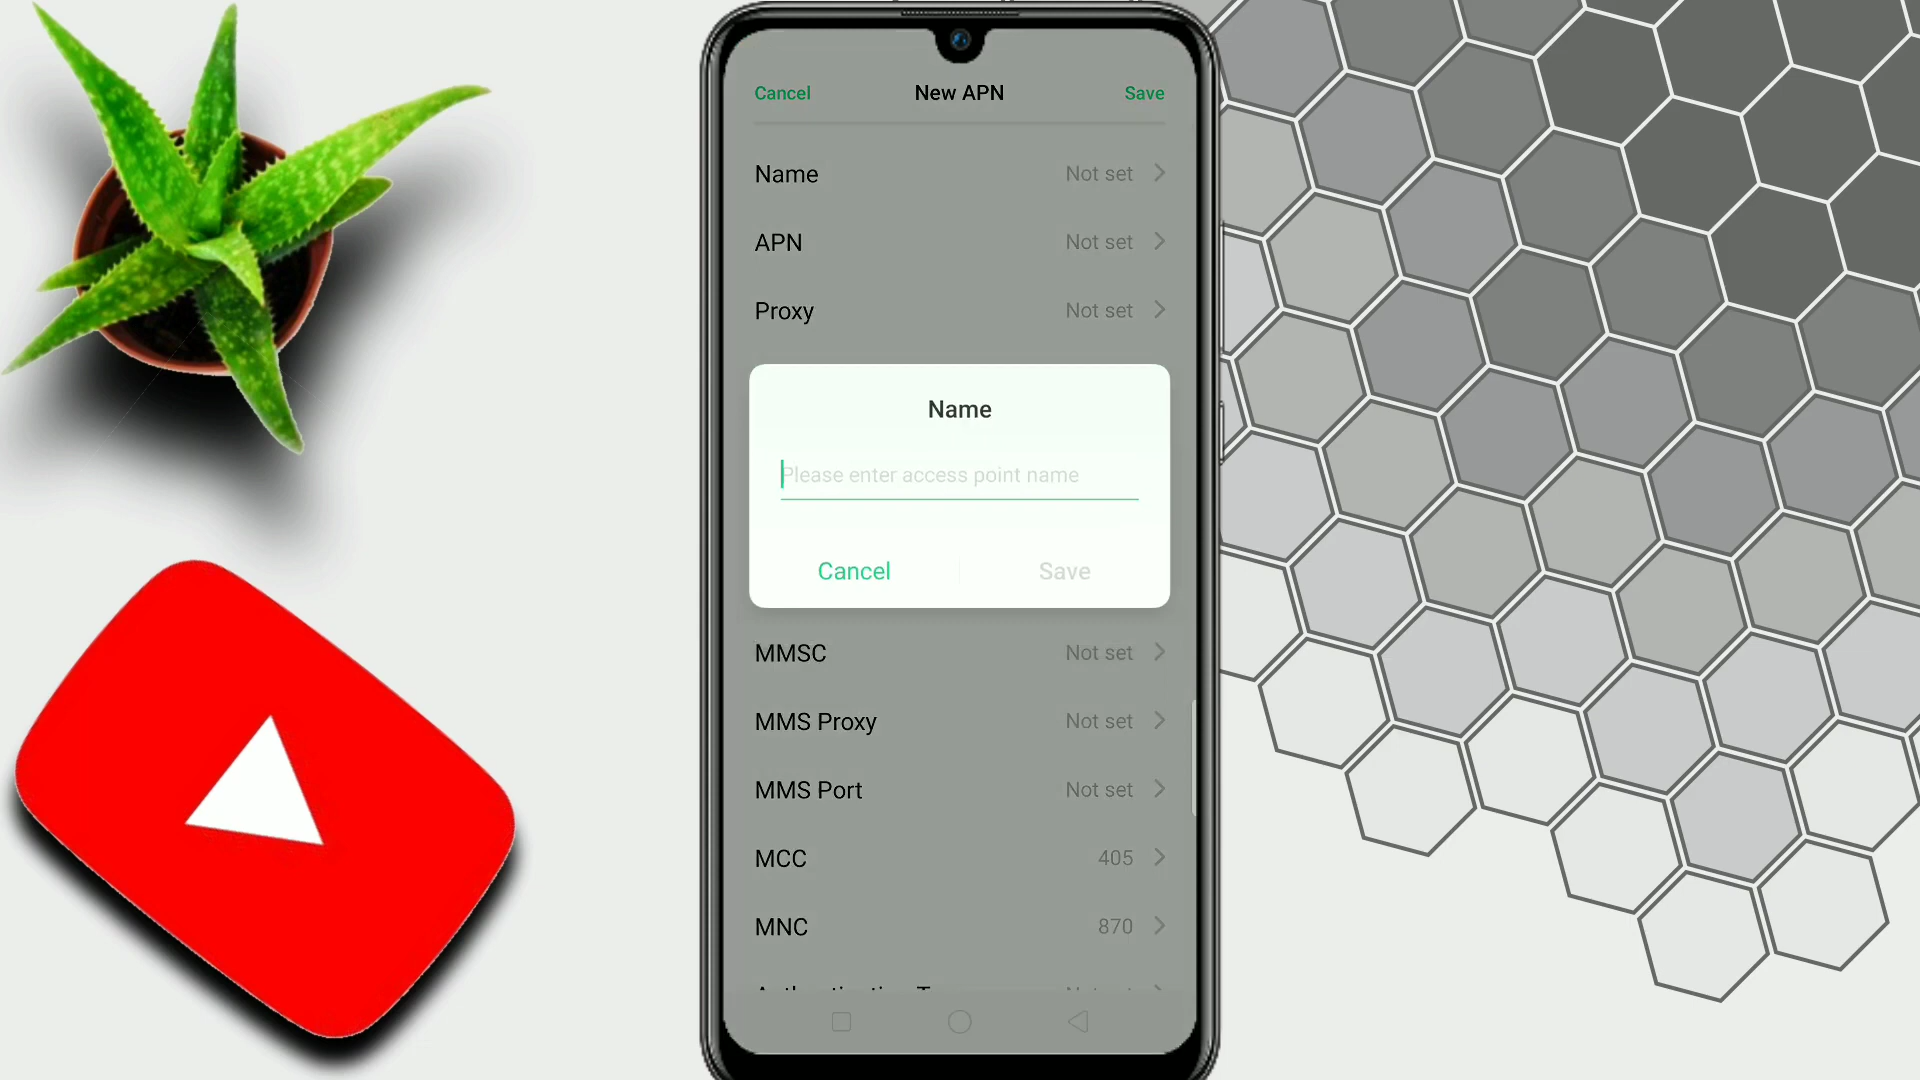 Cancel New APN Save
Name Not set
APN Not set
Proxy Not set
Name
Please enter access point name
Cancel Save
MMSC Not set
MMS Proxy Not set
MMS Port Not set
MCC 405
MNC 870